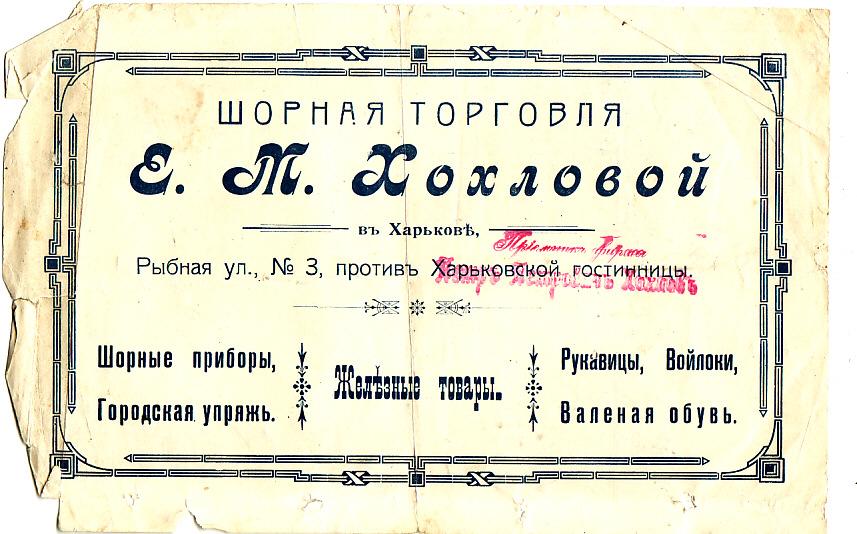 ШОРНАЯ ТОРГОВЛЯ
Е. М. Хохловой
въ Харьковѣ,
Рыбная ул., № 3, противъ Харьковской гостинницы.
Хохловъ
Шорные приборы,
Городская упряжь.
Желѣзные товары.
Рукавицы, Войлоки,
Валеная обувь.